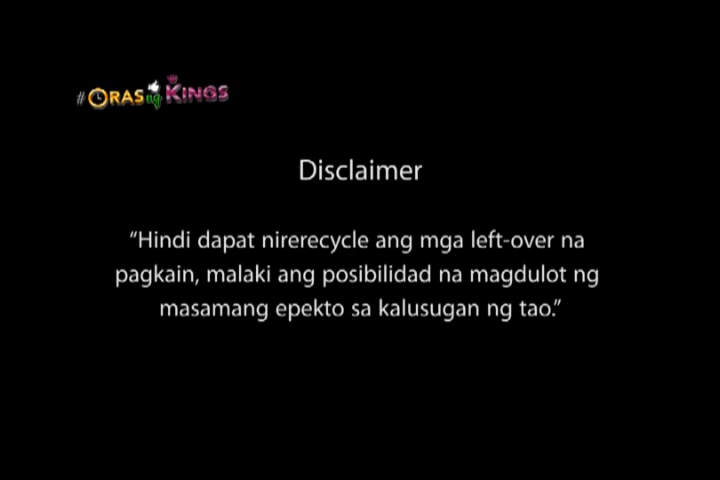 #ORAS ng KINGS
Disclaimer
“Hindi dapat nirerecycle ang mga left-over na
pagkain, malaki ang posibilidad na magdulot ng
masamang epekto sa kalusugan ng tao.”